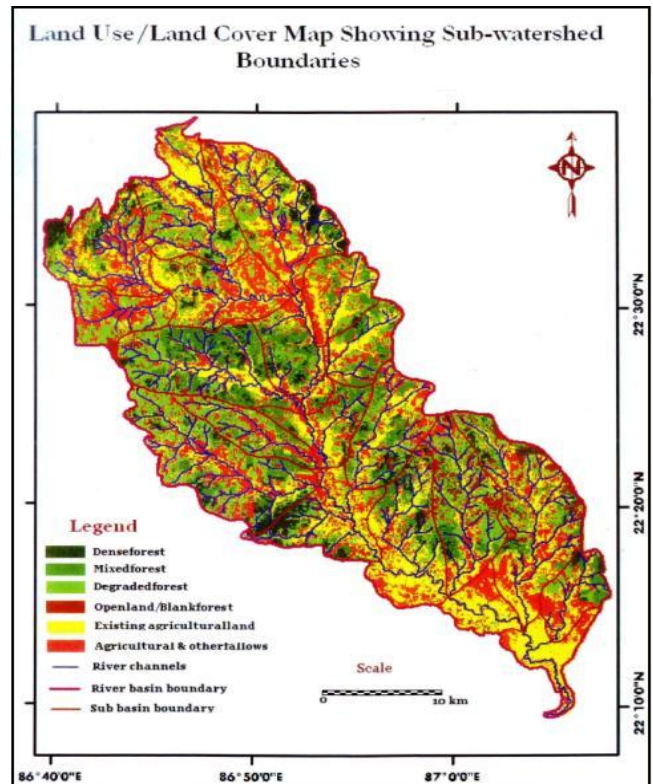 Land Use/Land Cover Map Showing Sub-watershed
Boundaries
N
22°30'0"N
22°20'0"N
22°10'0"N
Legend
Denseforest
Mixedforest
Degradedforest
Openland/Blankforest
Existing agriculturalland
Agricultural & otherfallows
River channels
River basin boundary
Sub basin boundary
Scale
0
10 km
86°40'0"E
86°50'0"E
87°0'0"E